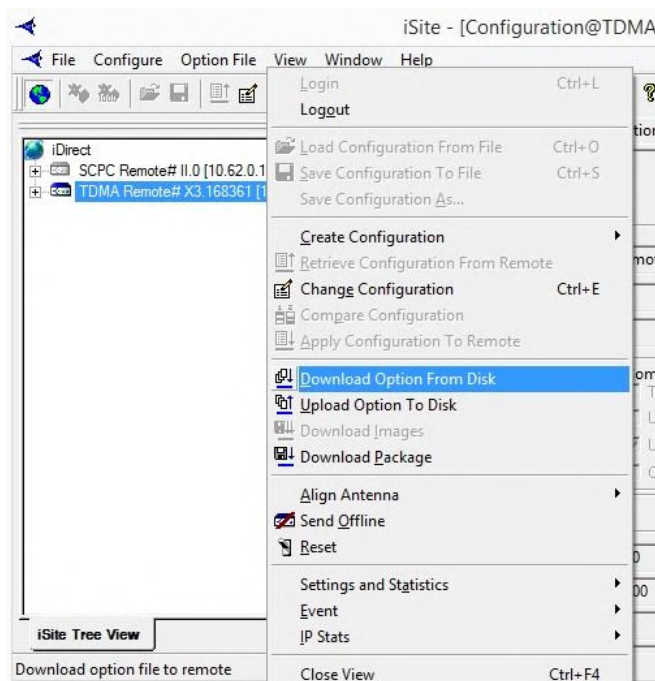 iSite - [Configuration@TDMA
File Configure Option File View Window Help
Login Ctrl+L
Logout
iDirect
SCPC Remote# II.0 [10.62.0.1
TDMA Remote# X3.168361 [1
Load Configuration From File Ctrl+O
Save Configuration To File Ctrl+S
Save Configuration As...
Create Configuration
Retrieve Configuration From Remote
Change Configuration Ctrl+E
Compare Configuration
Apply Configuration To Remote
Download Option From Disk
Upload Option To Disk
Download Images
Download Package
Align Antenna
Send Offline
Reset
Settings and Statistics
Event
IP Stats
Close View Ctrl+F4
iSite Tree View
Download option file to remote